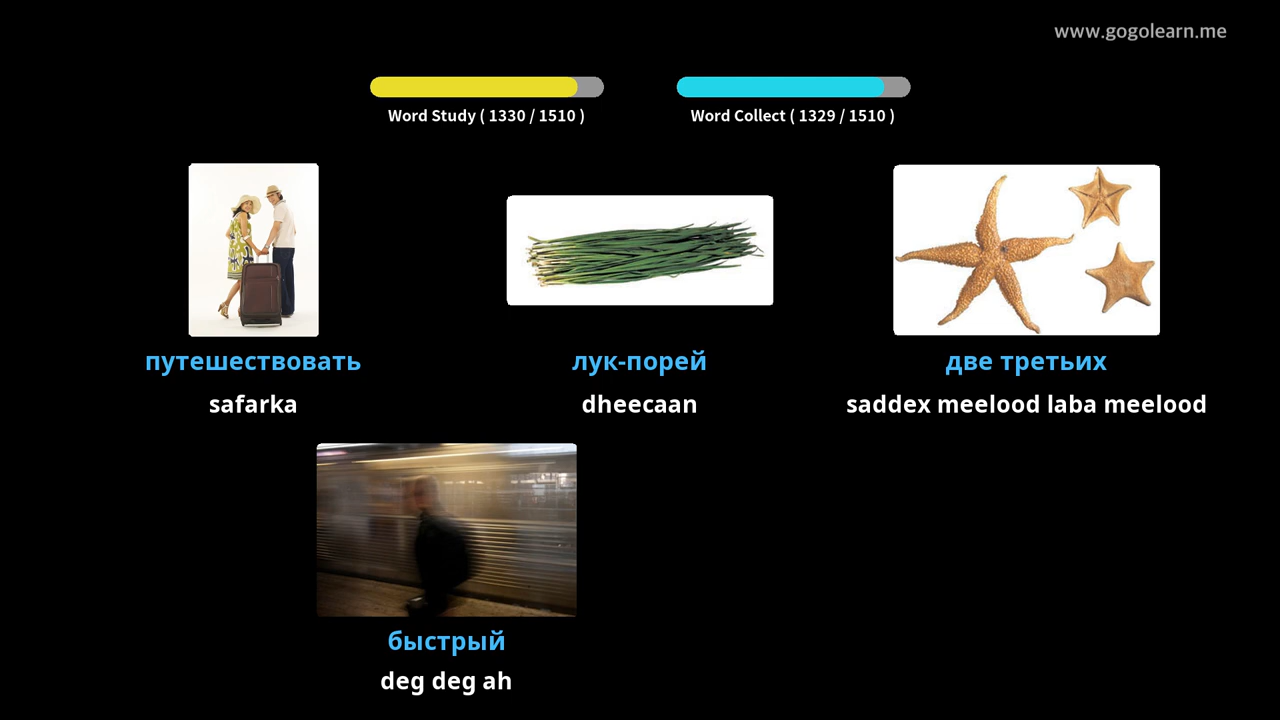 www.gogolearn.me
Word Study ( 1330 / 1510 )
Word Collect ( 1329 / 1510 )
путешествовать
safarka
лук-порей
dheecaan
две третьих
saddex meelood laba meelood
быстрый
deg deg ah